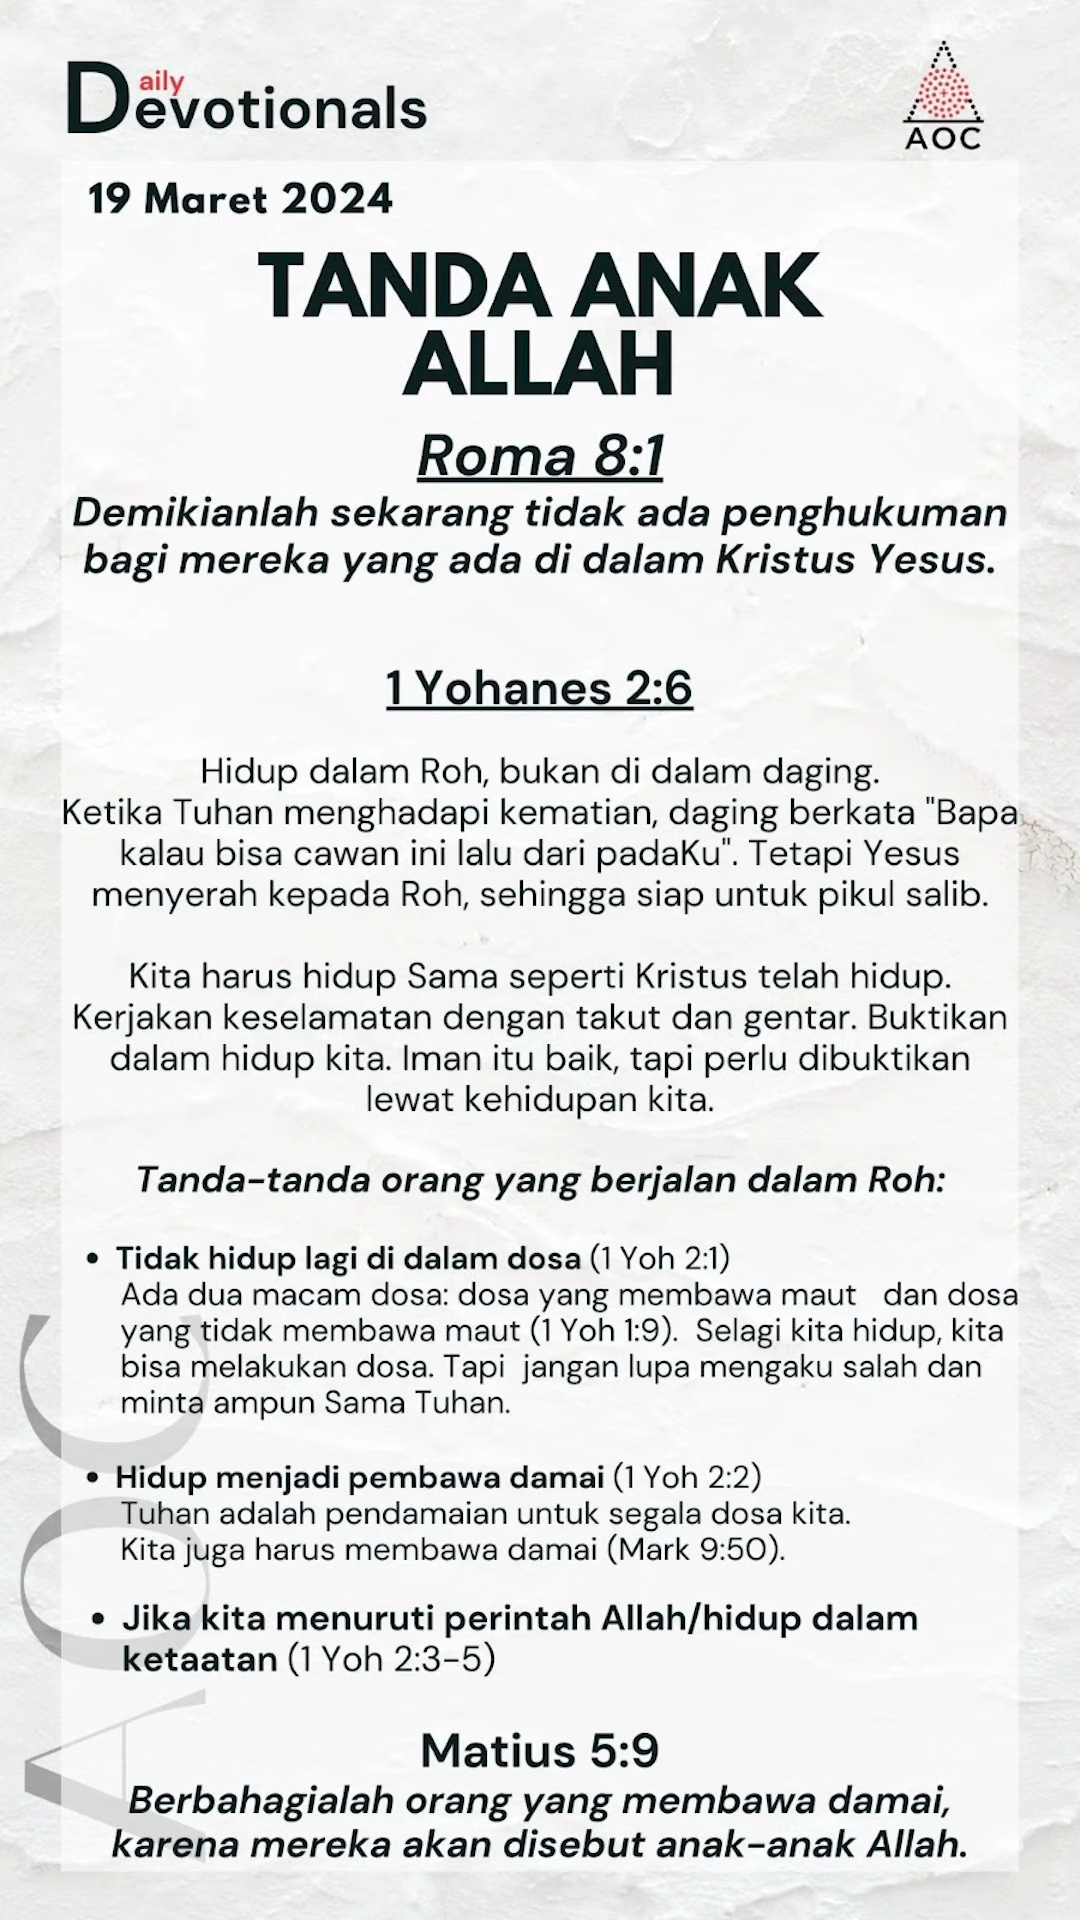 Daily
Devotionals
AOC
19 Maret 2024
TANDA ANAK
ALLAH
Roma 8:1
Demikianlah sekarang tidak ada penghukuman
bagi mereka yang ada di dalam Kristus Yesus.
1 Yohanes 2:6
Hidup dalam Roh, bukan di dalam daging.
Ketika Tuhan menghadapi kematian, daging berkata "Bapa
kalau bisa cawan ini lalu dari padaKu". Tetapi Yesus
menyerah kepada Roh, sehingga siap untuk pikul salib.
Kita harus hidup Sama seperti Kristus telah hidup.
Kerjakan keselamatan dengan takut dan gentar. Buktikan
dalam hidup kita. Iman itu baik, tapi perlu dibuktikan
lewat kehidupan kita.
Tanda-tanda orang yang berjalan dalam Roh:
• Tidak hidup lagi di dalam dosa (1 Yoh 2:1)
Ada dua macam dosa: dosa yang membawa maut dan dosa
yang tidak membawa maut (1 Yoh 1:9). Selagi kita hidup, kita
bisa melakukan dosa. Tapi jangan lupa mengaku salah dan
minta ampun Sama Tuhan.
• Hidup menjadi pembawa damai (1 Yoh 2:2)
Tuhan adalah pendamaian untuk segala dosa kita.
Kita juga harus membawa damai (Mark 9:50).
• Jika kita menuruti perintah Allah/hidup dalam
ketaatan (1 Yoh 2:3-5)
Matius 5:9
Berbahagialah orang yang membawa damai,
karena mereka akan disebut anak-anak Allah.
AOC